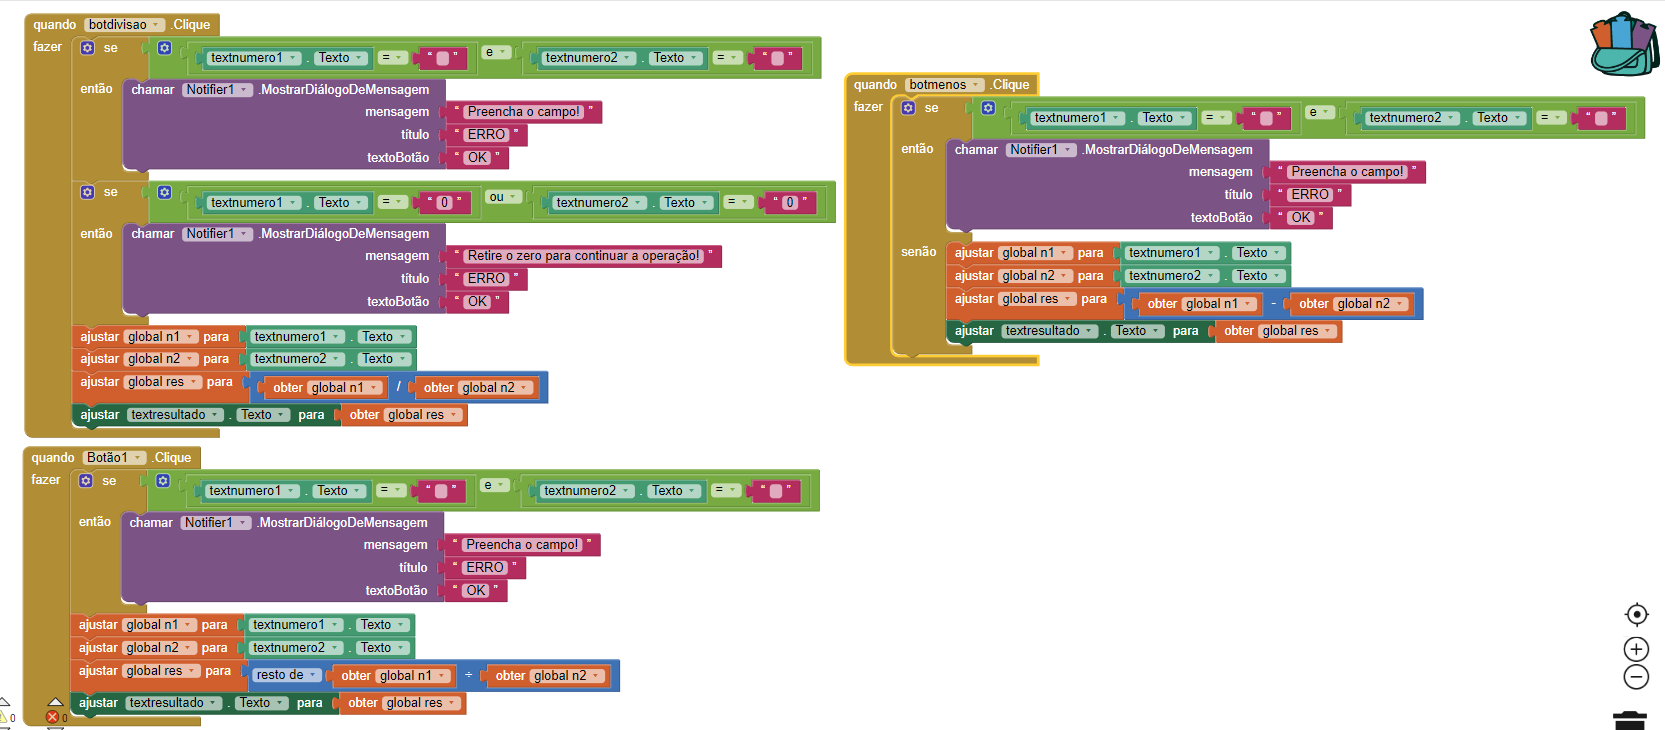 quando botdivisao .Clique
fazer se textnumero1 . Texto = “ ” e textnumero2 . Texto = “ ”
então chamar Notifier1 .MostrarDiálogoDeMensagem
mensagem “ Preencha o campo! ”
título “ ERRO ”
textoBotão “ OK ”
se textnumero1 . Texto = “ 0 ” ou textnumero2 . Texto = “ 0 ”
então chamar Notifier1 .MostrarDiálogoDeMensagem
mensagem “ Retire o zero para continuar a operação! ”
título “ ERRO ”
textoBotão “ OK ”
ajustar global n1 para textnumero1 . Texto
ajustar global n2 para textnumero2 . Texto
ajustar global res para obter global n1 / obter global n2
ajustar textresultado . Texto para obter global res
quando Botão1 .Clique
fazer se textnumero1 . Texto = “ ” e textnumero2 . Texto = “ ”
então chamar Notifier1 .MostrarDiálogoDeMensagem
mensagem “ Preencha o campo! ”
título “ ERRO ”
textoBotão “ OK ”
ajustar global n1 para textnumero1 . Texto
ajustar global n2 para textnumero2 . Texto
ajustar global res para resto de obter global n1 ÷ obter global n2
ajustar textresultado . Texto para obter global res
0 0
quando botmenos .Clique
fazer se textnumero1 . Texto = “ ” e textnumero2 . Texto = “ ”
então chamar Notifier1 .MostrarDiálogoDeMensagem
mensagem “ Preencha o campo! ”
título “ ERRO ”
textoBotão “ OK ”
senão ajustar global n1 para textnumero1 . Texto
ajustar global n2 para textnumero2 . Texto
ajustar global res para obter global n1 - obter global n2
ajustar textresultado . Texto para obter global res